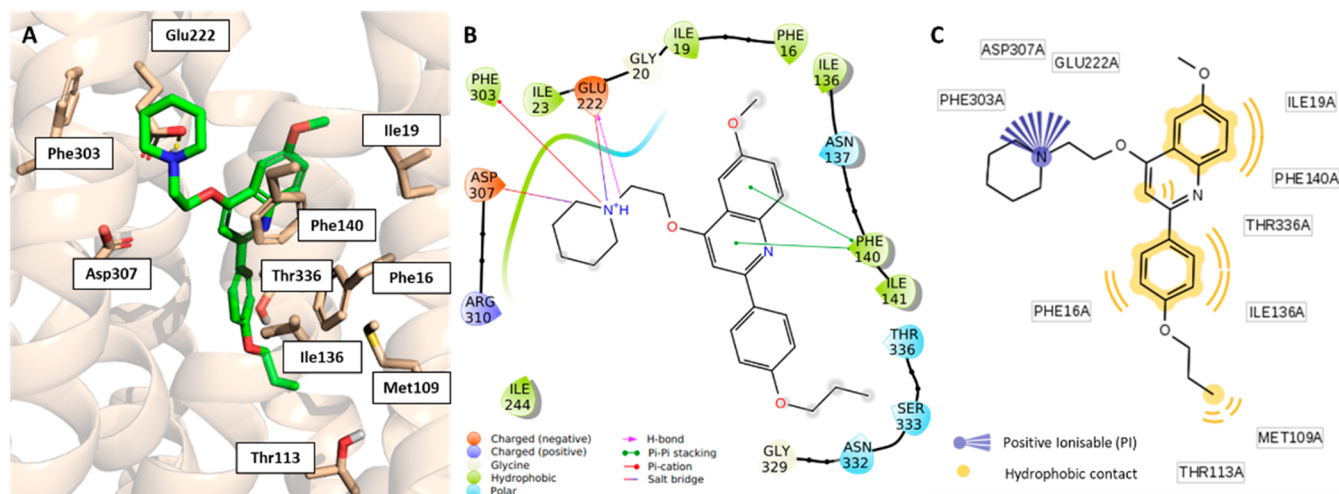 A
Glu222
Phe303
Ile19
Phe140
Asp307
Thr336
Phe16
Ile136
Met109
Thr113
B
PHE
303
ILE
23
GLU
222
GLY
20
ILE
19
PHE
16
ILE
136
ASN
137
ASP
307
ARG
310
PHE
140
ILE
141
THR
336
SER
333
ASN
332
GLY
329
ILE
244
O
N⁺H
O
N
O
Charged (negative)
Charged (positive)
Glycine
Hydrophobic
Polar
H-bond
Pi-Pi stacking
Pi-cation
Salt bridge
C
ASP307A
GLU222A
PHE303A
ILE19A
PHE140A
THR336A
PHE16A
ILE136A
MET109A
THR113A
O
N
O
N
O
Positive Ionisable (PI)
Hydrophobic contact